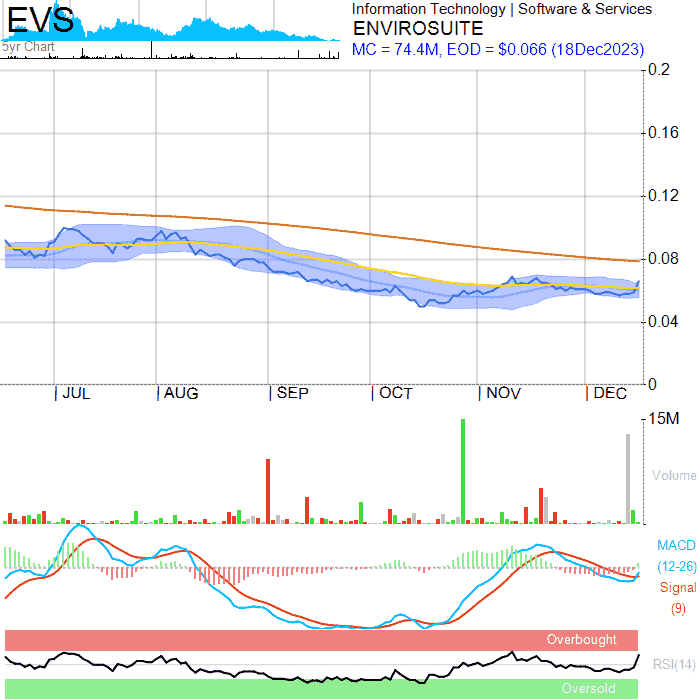 EVS
5yr Chart
Information Technology | Software & Services
ENVIROSUITE
MC = 74.4M, EOD = $0.066 (18Dec2023)
0.2
0.16
0.12
0.08
0.04
0
| JUL | AUG | SEP | OCT | NOV | DEC
15M
Volume
MACD
(12-26)
Signal
(9)
Overbought
RSI(14)
Oversold